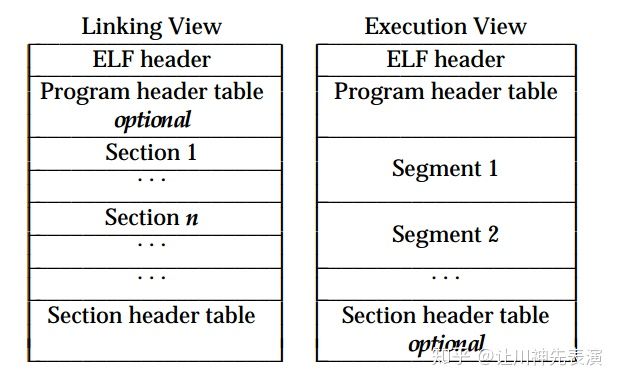 Linking View
ELF header
Program header table
optional
Section 1
. . .
Section n
. . .
. . .
Section header table
Execution View
ELF header
Program header table
Segment 1
Segment 2
. . .
Section header table
optional
知乎 @让川神先表演